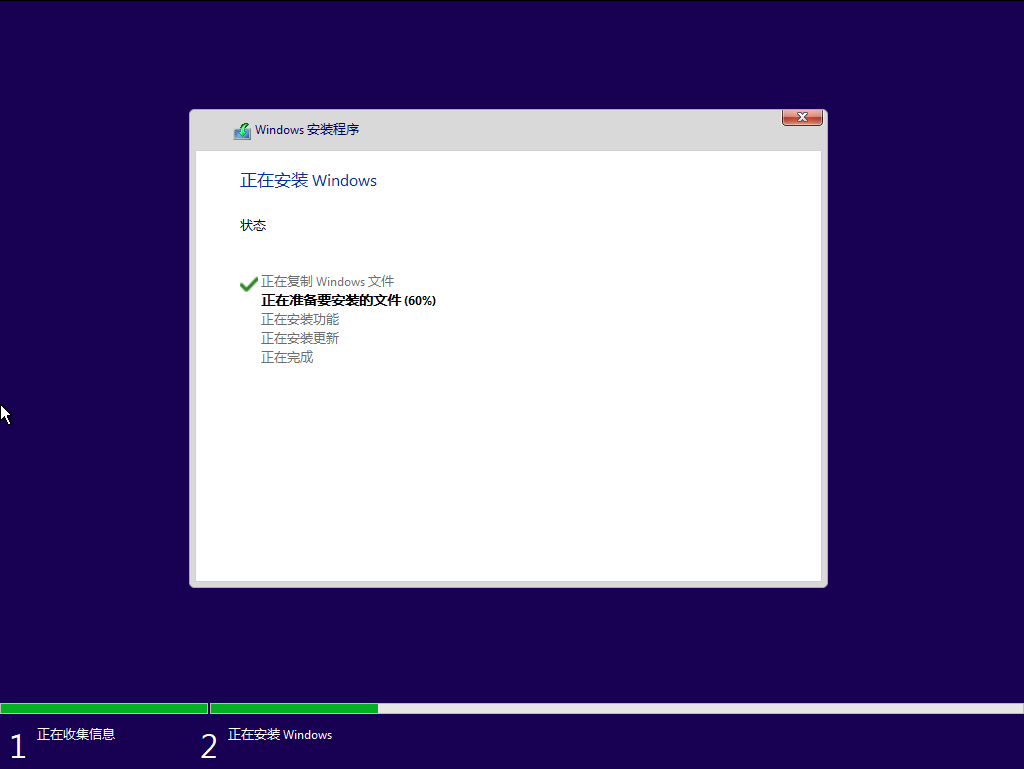 Windows 安装程序
正在安装 Windows
状态
正在复制 Windows 文件
正在准备要安装的文件 (60%)
正在安装功能
正在安装更新
正在完成
1 正在收集信息
2 正在安装 Windows